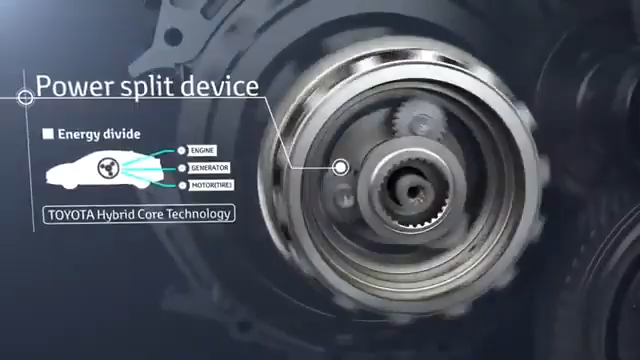 Power split device
Energy divide
ENGINE
GENERATOR
MOTOR(TIRE)
TOYOTA Hybrid Core Technology